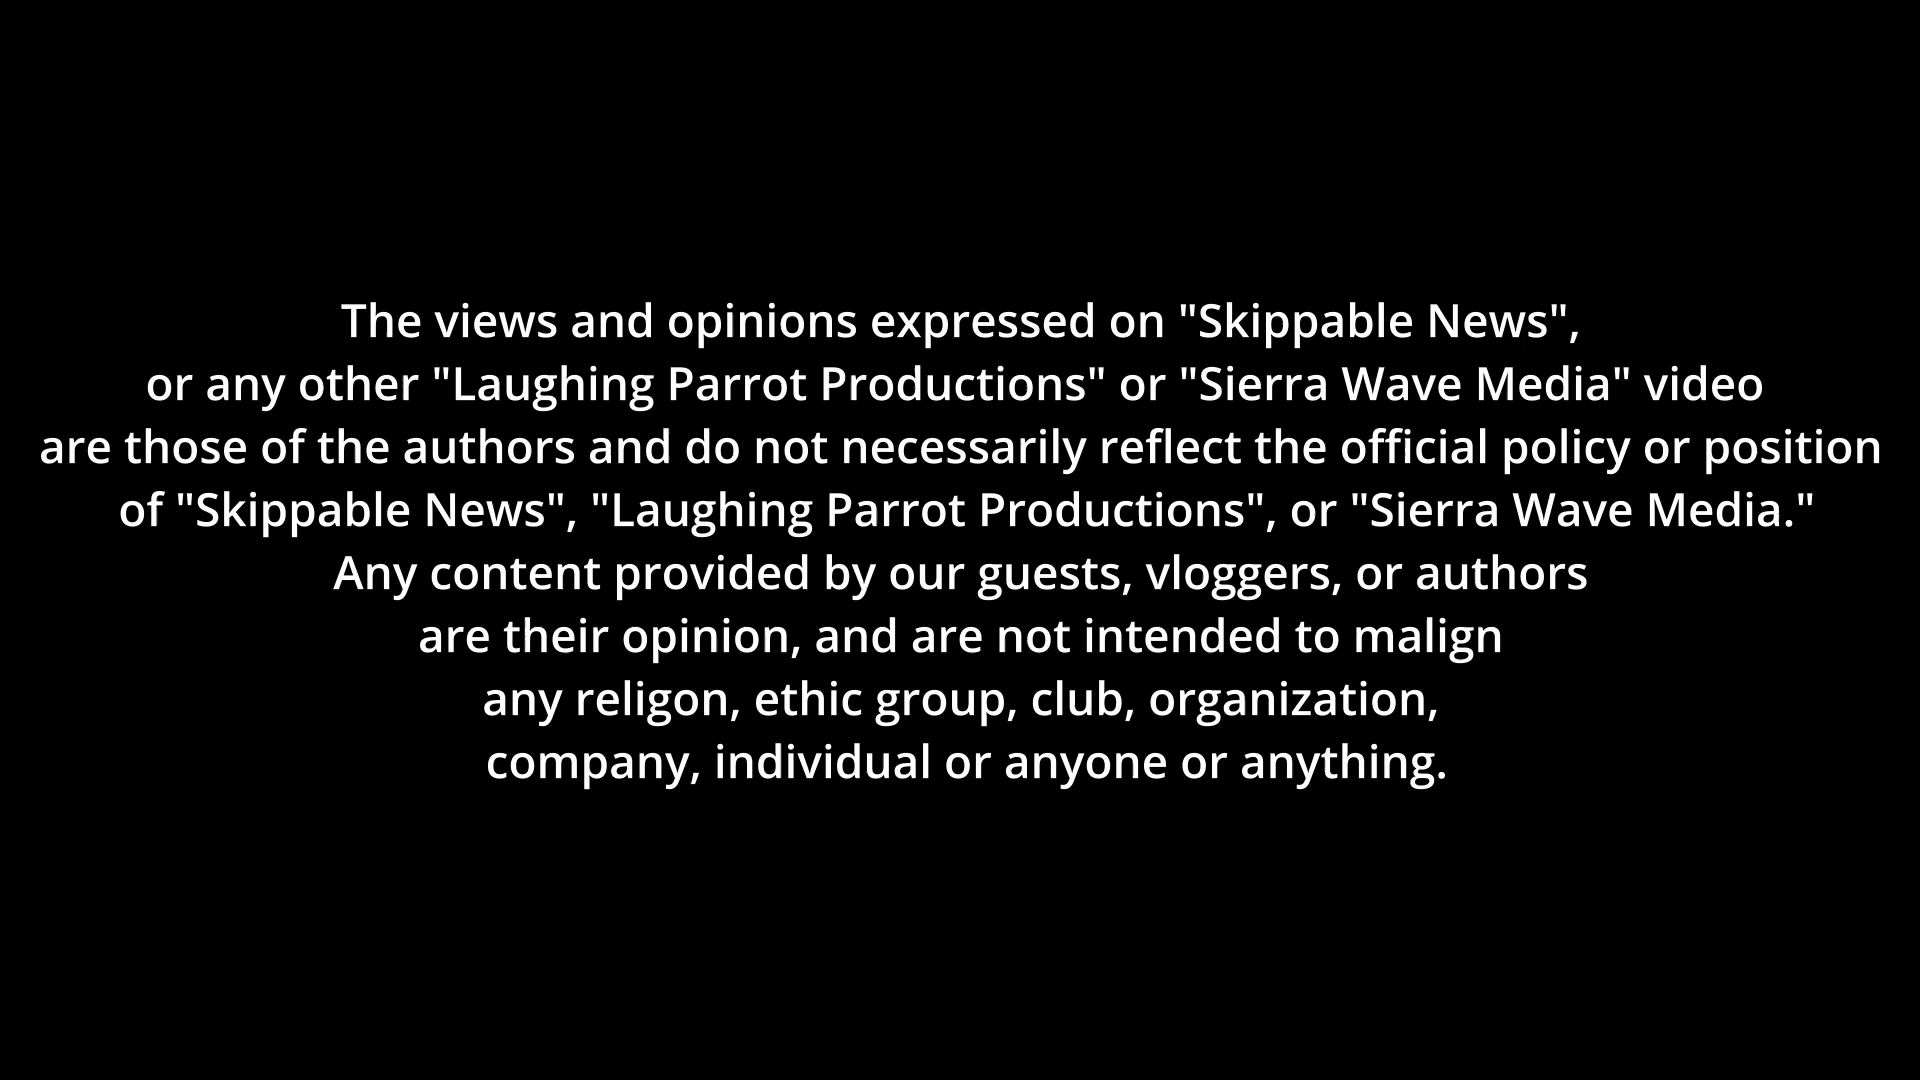 The views and opinions expressed on "Skippable News",
or any other "Laughing Parrot Productions" or "Sierra Wave Media" video
are those of the authors and do not necessarily reflect the official policy or position
of "Skippable News", "Laughing Parrot Productions", or "Sierra Wave Media."
Any content provided by our guests, vloggers, or authors
are their opinion, and are not intended to malign
any religon, ethic group, club, organization,
company, individual or anyone or anything.